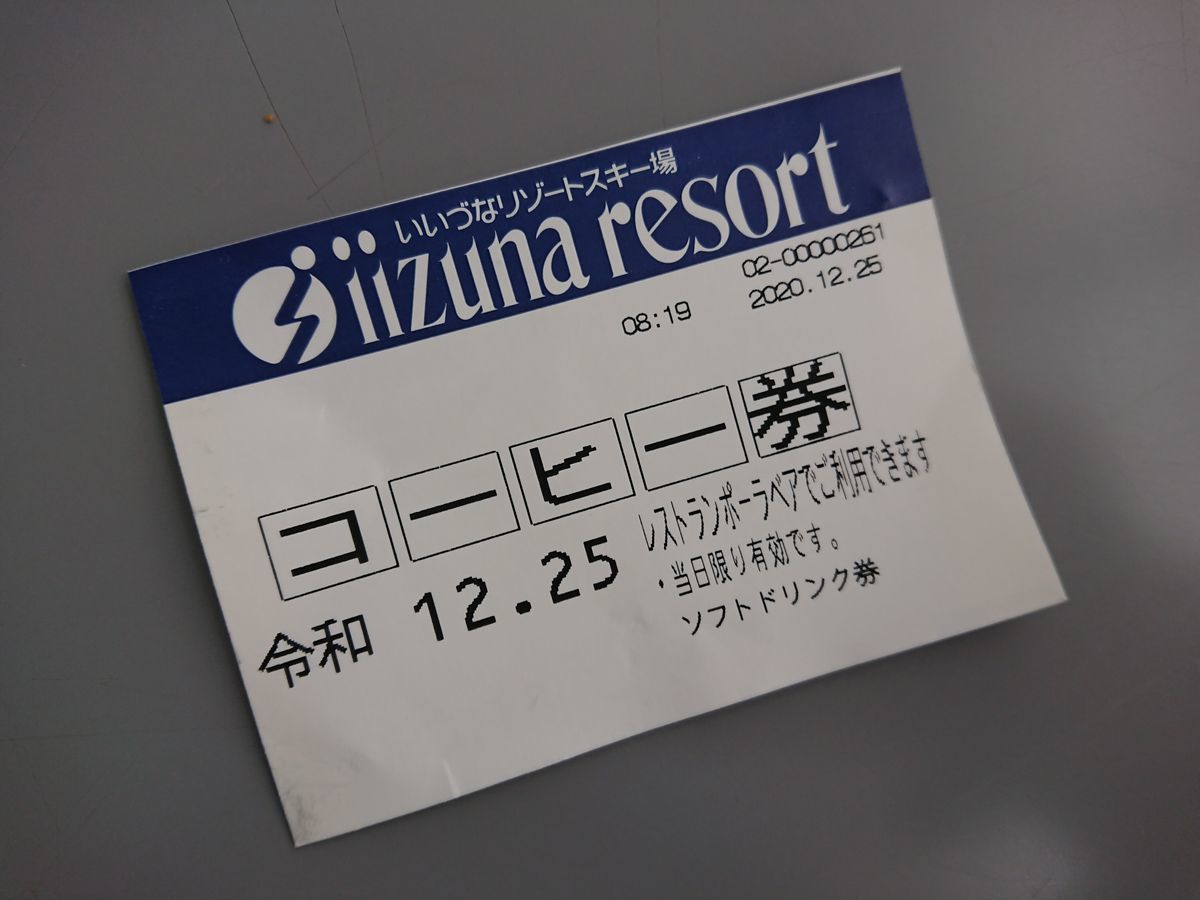 いいづなリゾートスキー場
iizuna resort
02-00000261
08:19 2020.12.25
コーヒー券
令和 12.25
レストランポーラベアでご利用できます
・当日限り有効です。
ソフトドリンク券